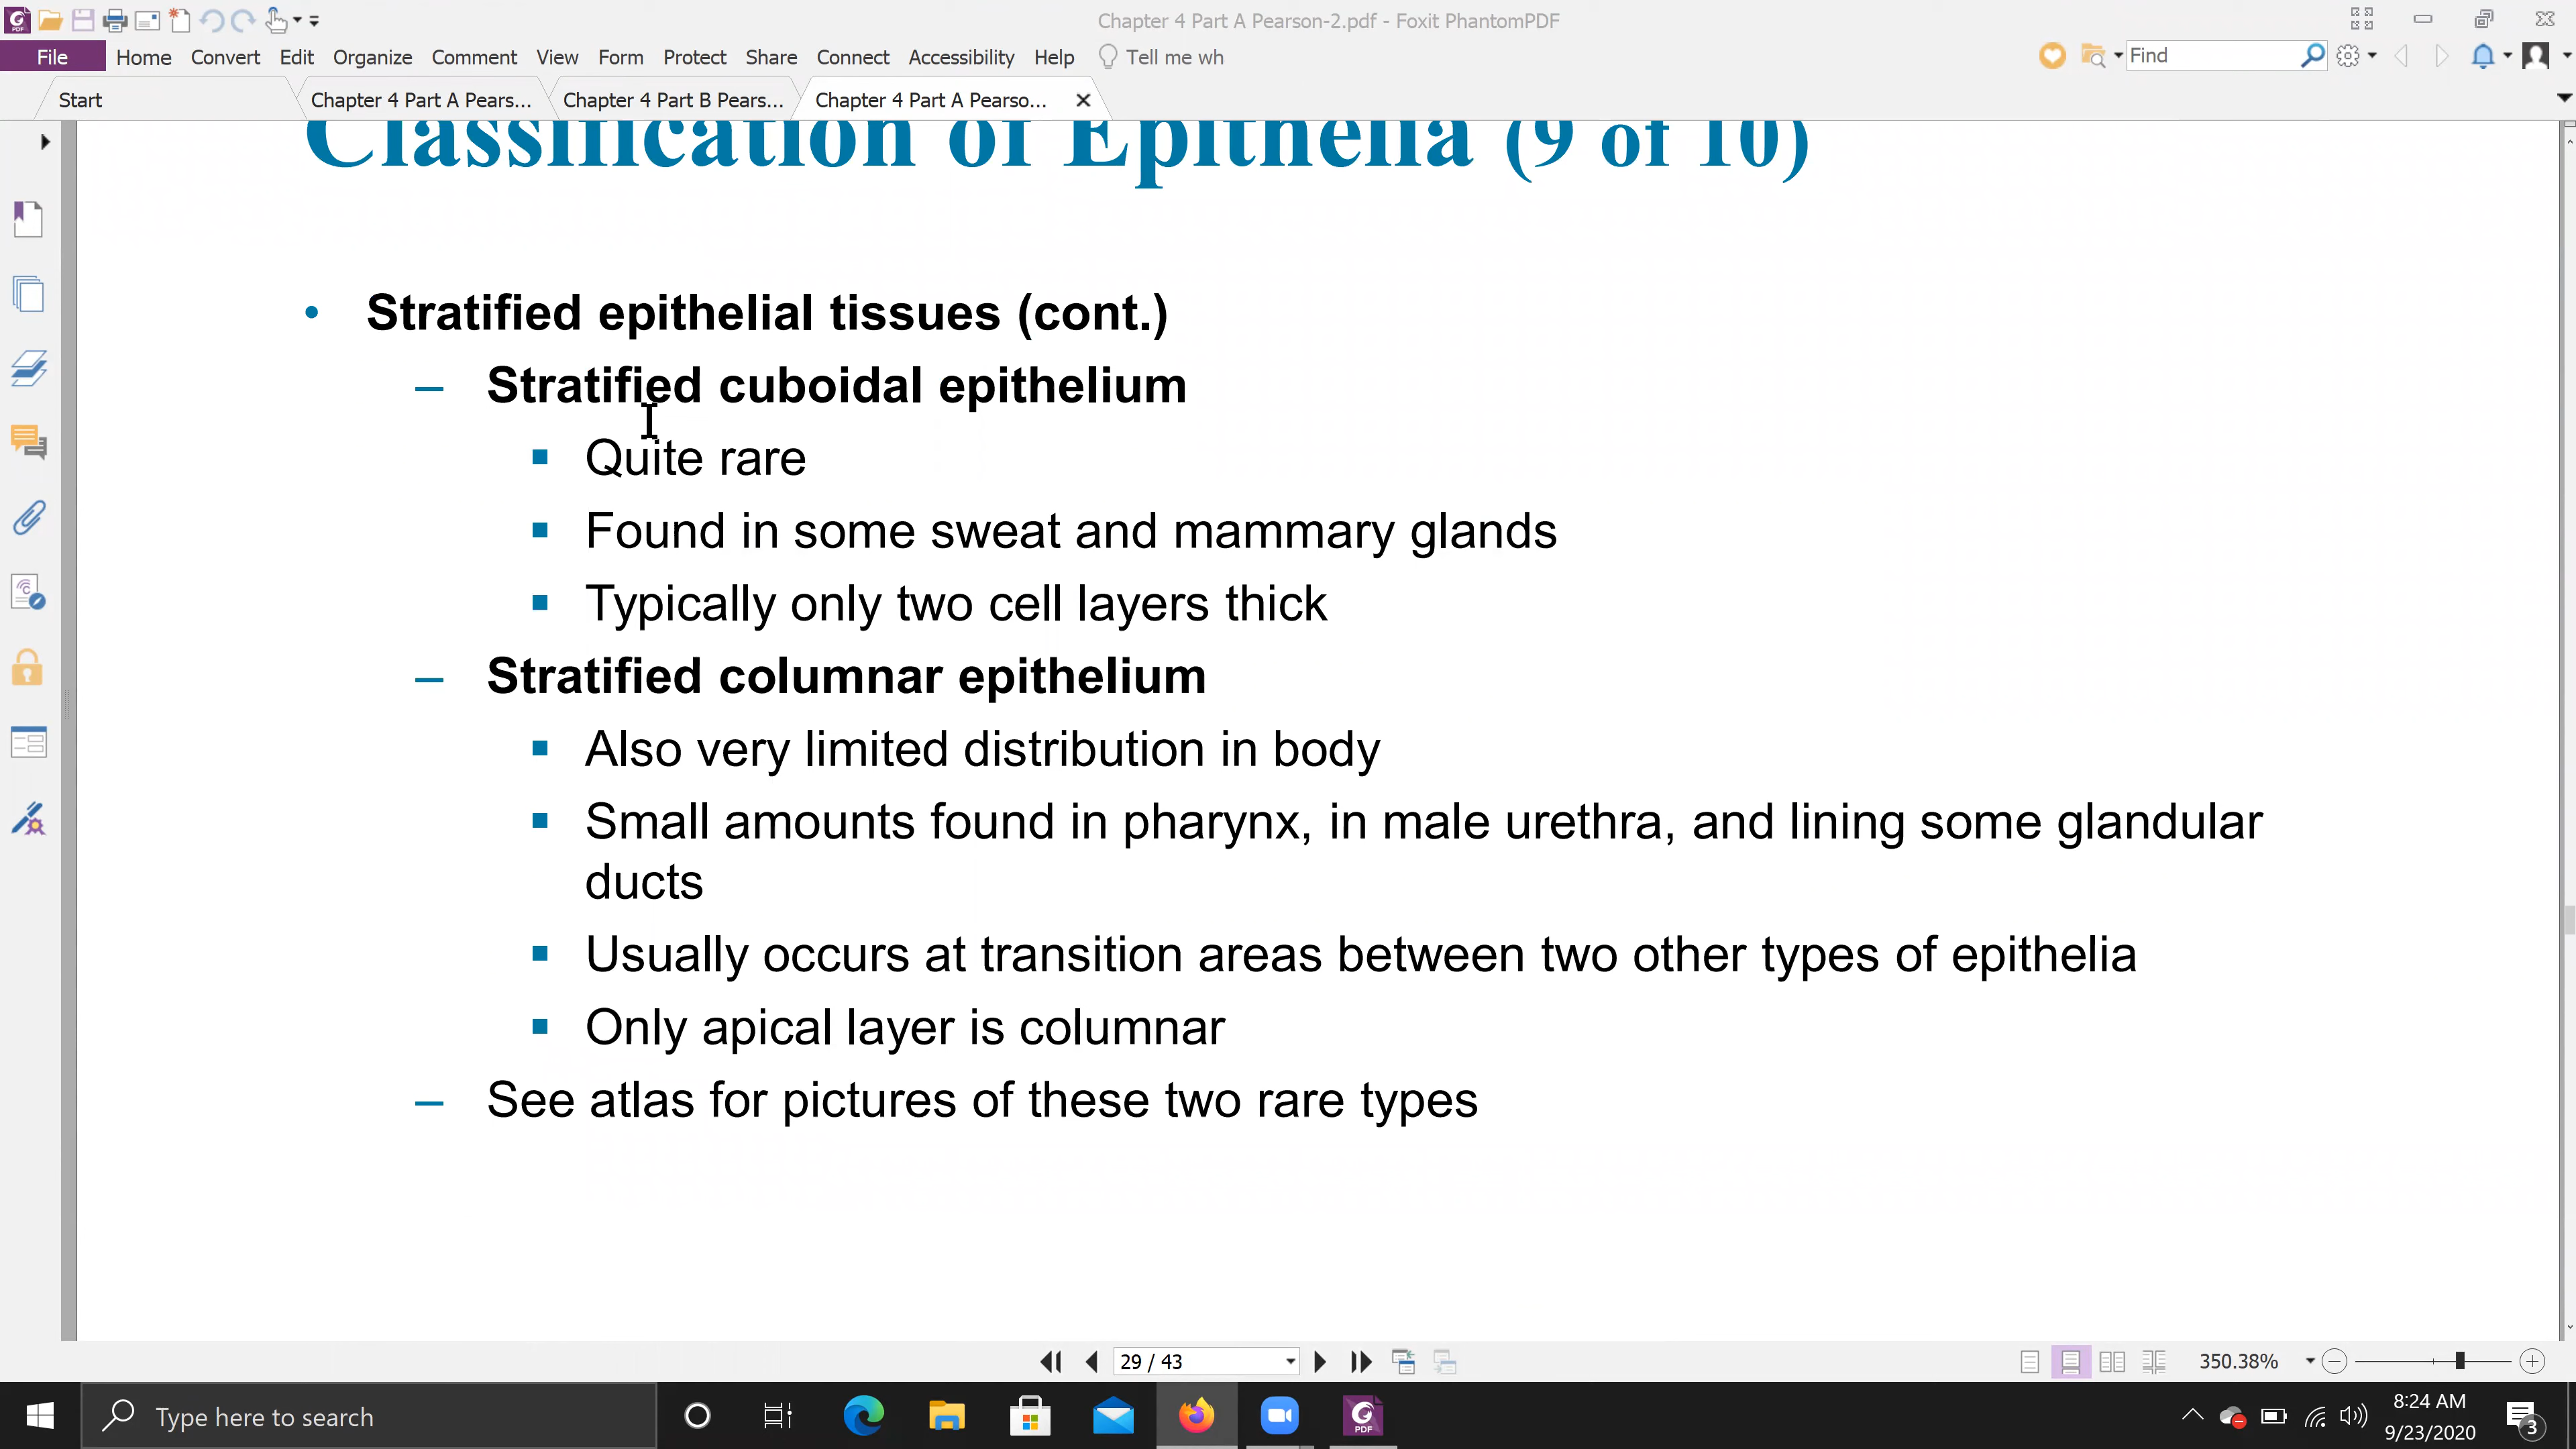 Chapter 4 Part A Pearson-2.pdf - Foxit PhantomPDF
File Home Convert Edit Organize Comment View Form Protect Share Connect Accessibility Help Tell me wh Find
Start Chapter 4 Part A Pears... Chapter 4 Part B Pears... Chapter 4 Part A Pearso...
Classification of Epithelia (9 of 10)
• Stratified epithelial tissues (cont.)
– Stratified cuboidal epithelium
▪ Quite rare
▪ Found in some sweat and mammary glands
▪ Typically only two cell layers thick
– Stratified columnar epithelium
▪ Also very limited distribution in body
▪ Small amounts found in pharynx, in male urethra, and lining some glandular
ducts
▪ Usually occurs at transition areas between two other types of epithelia
▪ Only apical layer is columnar
– See atlas for pictures of these two rare types
29 / 43 350.38%
Type here to search
8:24 AM
9/23/2020
3
PDF
PDF